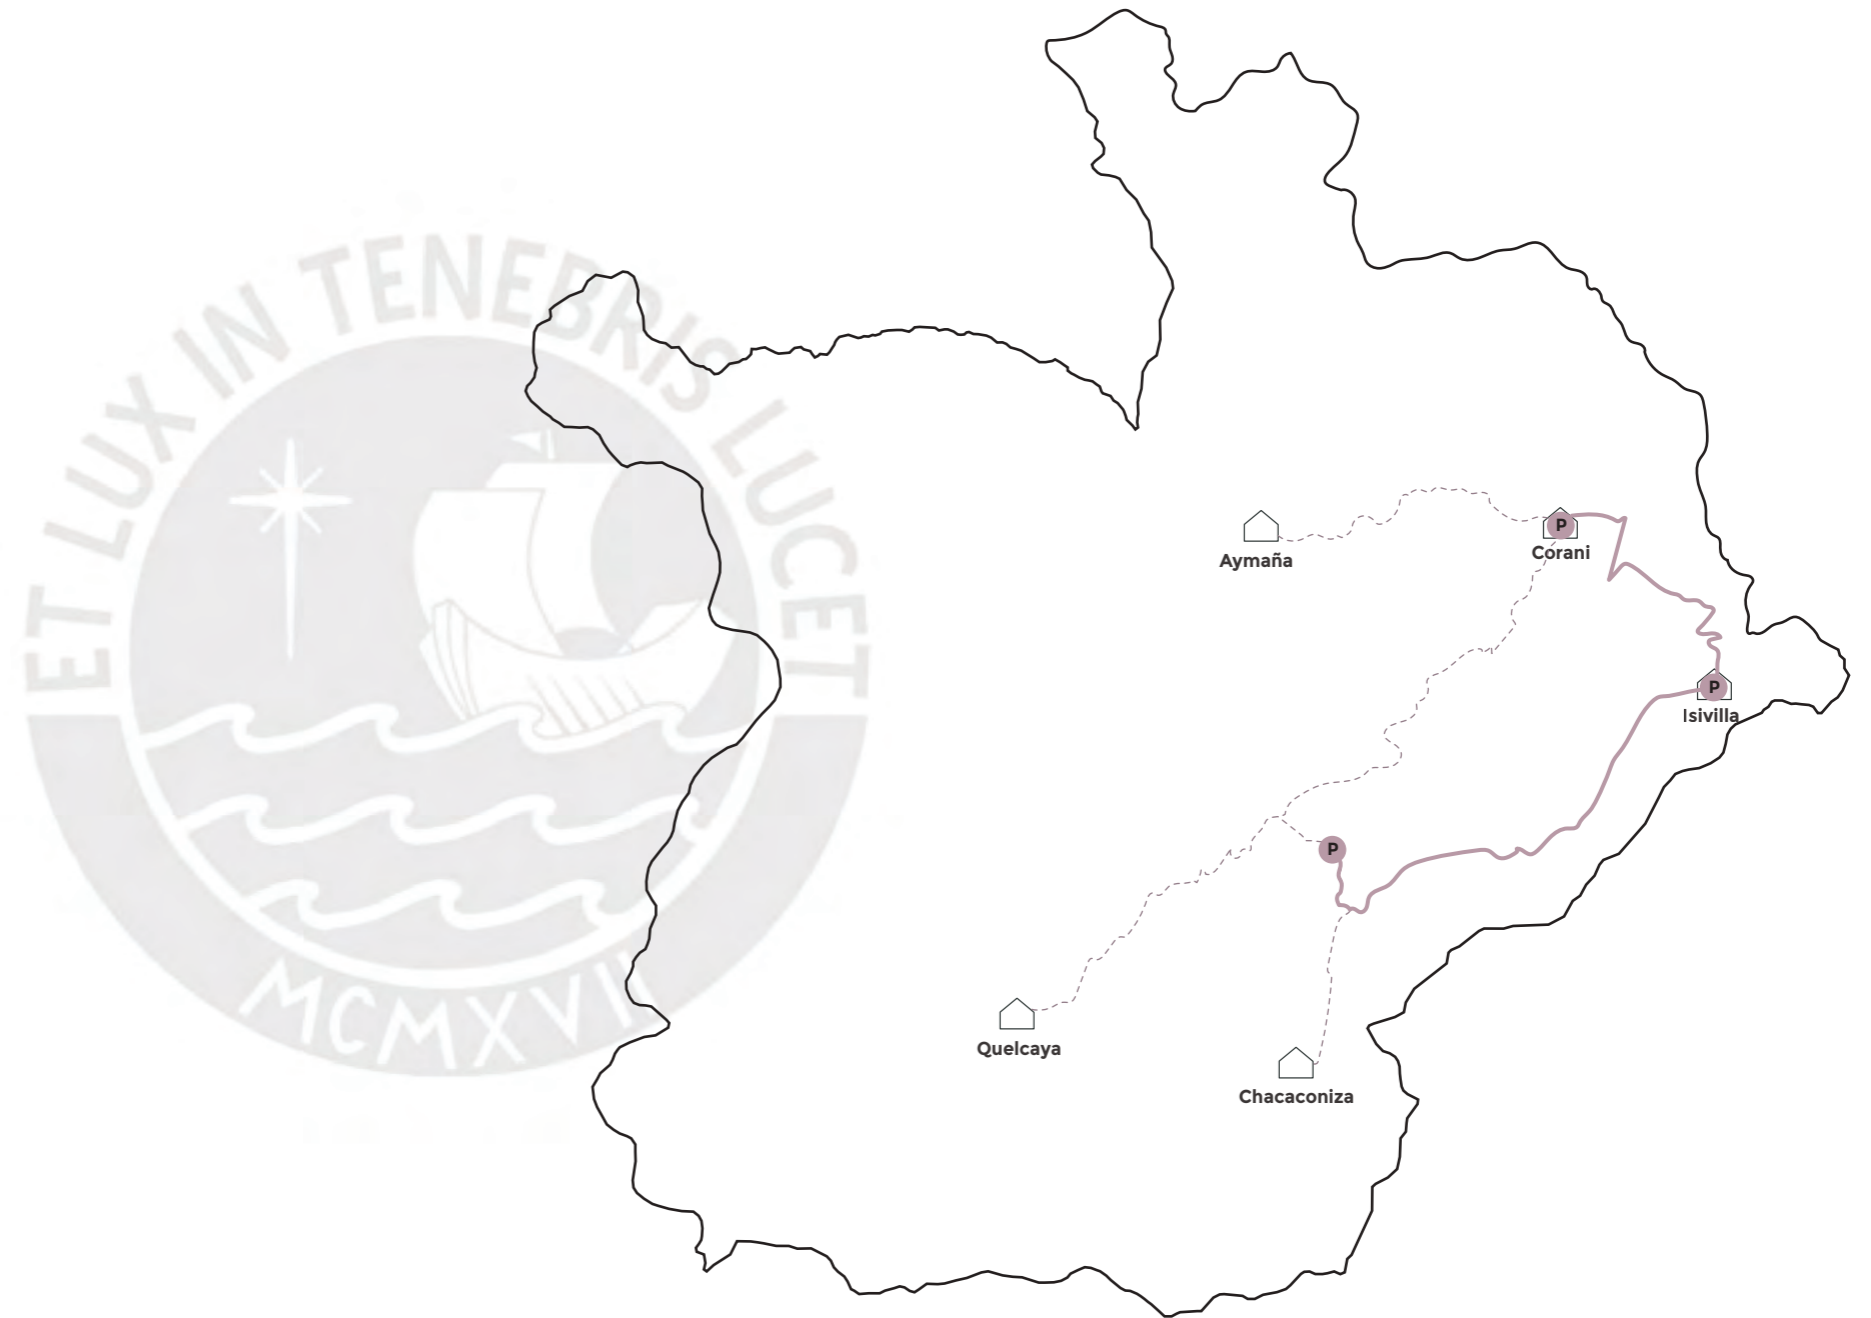 ET LUX IN TENEBRIS LUCET
P
Corani
Aymaña
P
Isivilla
P
Quelcaya
Chacaconiza
MCMXVII